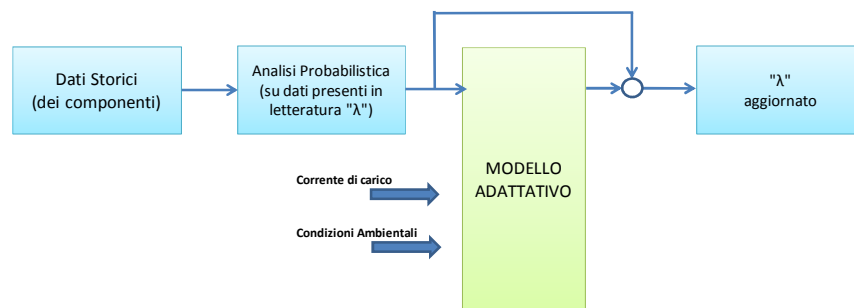 Dati Storici
(dei componenti)
Analisi Probabilistica
(su dati presenti in
letteratura "λ")
"λ"
aggiornato
MODELLO
ADATTATIVO
Corrente di carico
Condizioni Ambientali